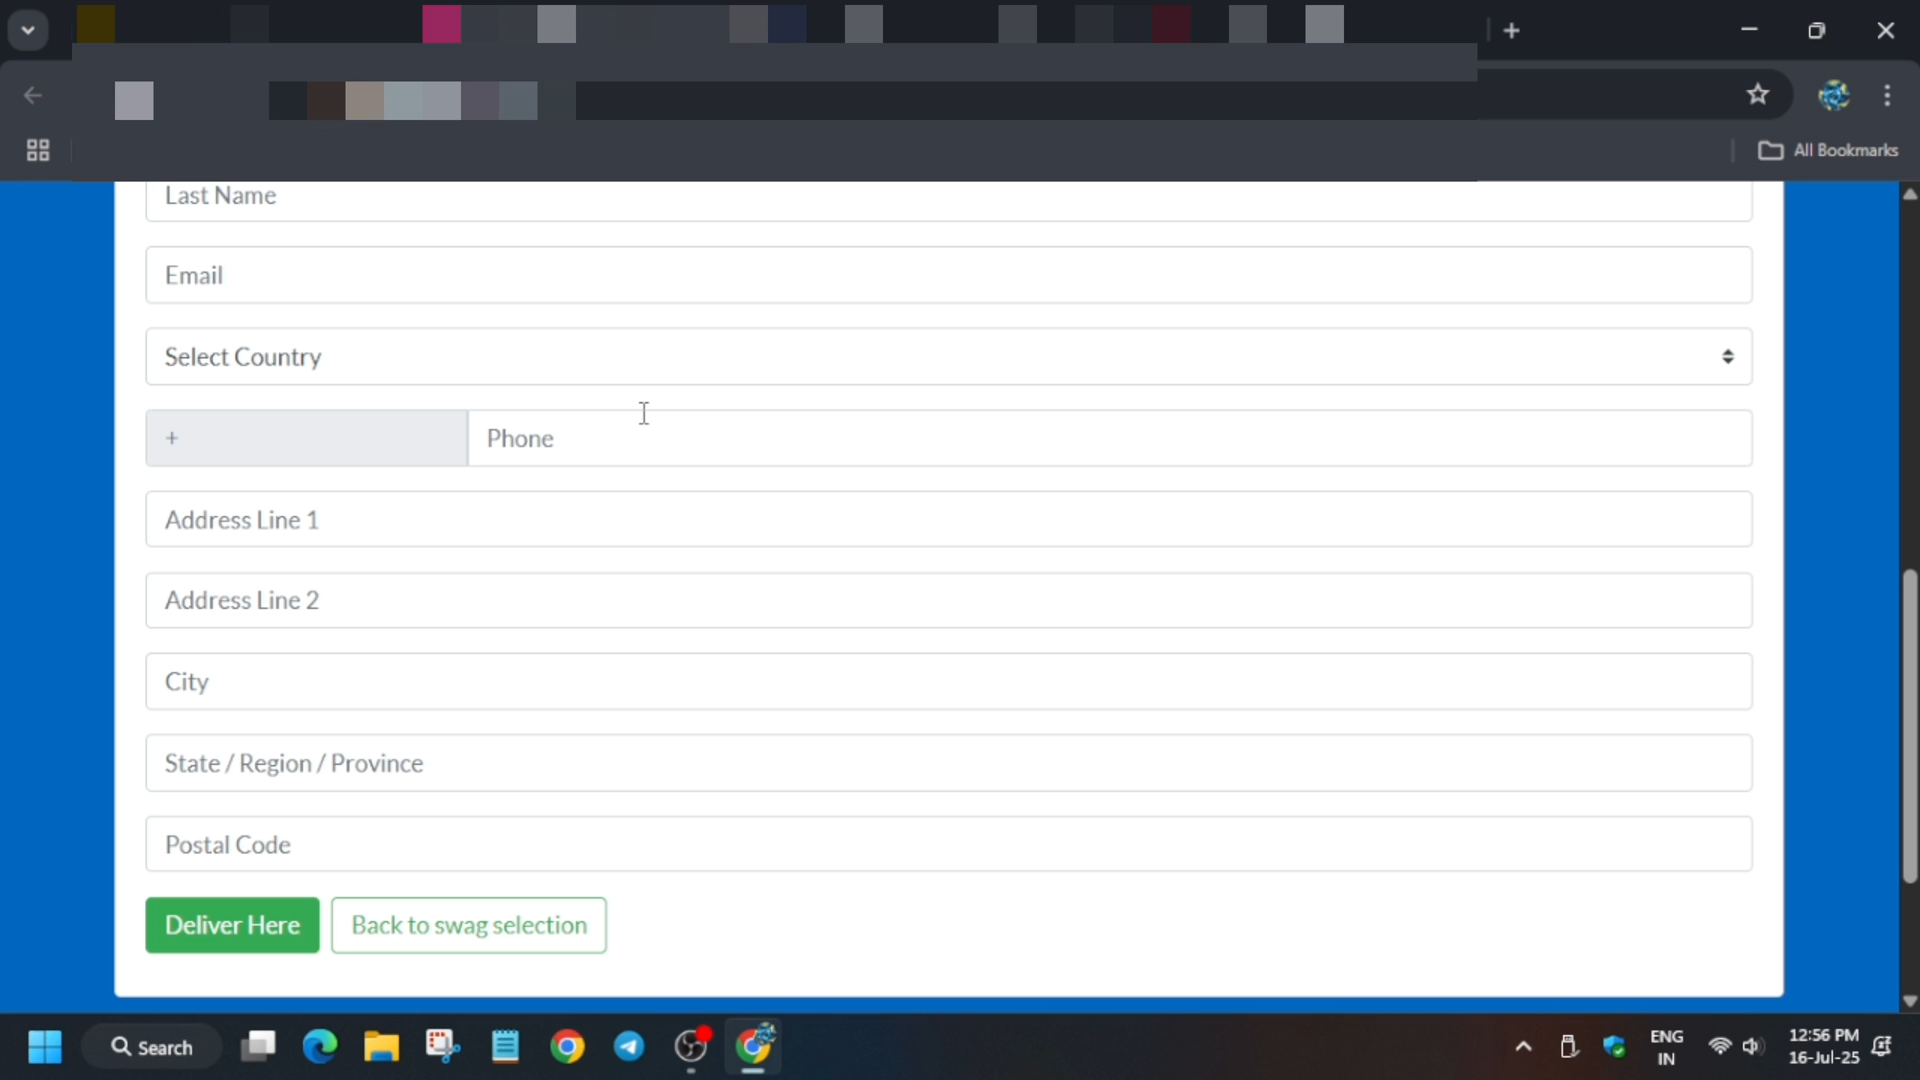 All Bookmarks
Last Name
Email
Select Country
+
Phone
Address Line 1
Address Line 2
City
State / Region / Province
Postal Code
Deliver Here
Back to swag selection
Search
ENG
IN
12:56 PM
16-Jul-25